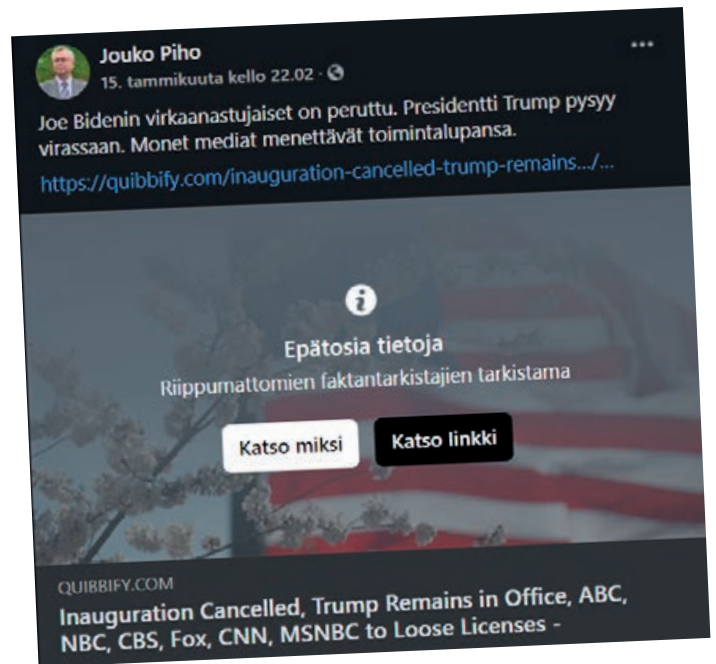 Jouko Piho
15. tammikuuta kello 22.02 ·
Joe Bidenin virkaanastujaiset on peruttu. Presidentti Trump pysyy
virassaan. Monet mediat menettävät toimintalupansa.
https://quibbify.com/inauguration-cancelled-trump-remains.../...
Epätosia tietoja
Riippumattomien faktantarkistajien tarkistama
Katso miksi
Katso linkki
QUIBBIFY.COM
Inauguration Cancelled, Trump Remains in Office, ABC,
NBC, CBS, Fox, CNN, MSNBC to Loose Licenses -